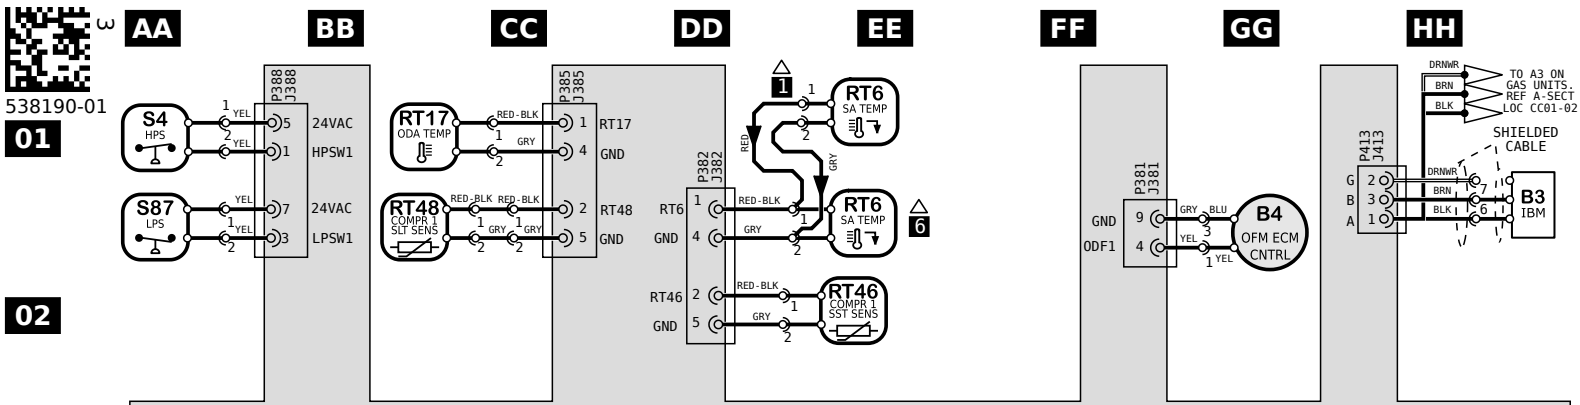 3
AA BB CC DD EE FF GG HH
538190-01
01
02
S4
HPS
1
YEL
2
YEL
S87
LPS
YEL
1
YEL
2
P388
J388
5 24VAC
1 HPSW1
7 24VAC
3 LPSW1
RT17
ODA TEMP
RED-BLK
1
GRY
2
RT48
COMPR 1
SLT SENS
RED-BLK RED-BLK
1 1
GRY GRY
2 2
P385
J385
1 RT17
4 GND
2 RT48
5 GND
P382
J382
RT6 1
GND 4
RT46 2
GND 5
1
1
2
RED
GRY
RT6
SA TEMP
RED-BLK
1
GRY
2
RT6
SA TEMP
6
RED-BLK
1
GRY
2
RT46
COMPR 1
SST SENS
P381
J381
GND 9
ODF1 4
GRY BLU
3
YEL
1 YEL
B4
OFM ECM
CNTRL
DRNWR
BRN
BLK
TO A3 ON
GAS UNITS.
REF A-SECT
LOC CC01-02
SHIELDED
CABLE
P413
J413
G 2
B 3
A 1
DRNWR
7
BRN
6
BLK
B3
IBM